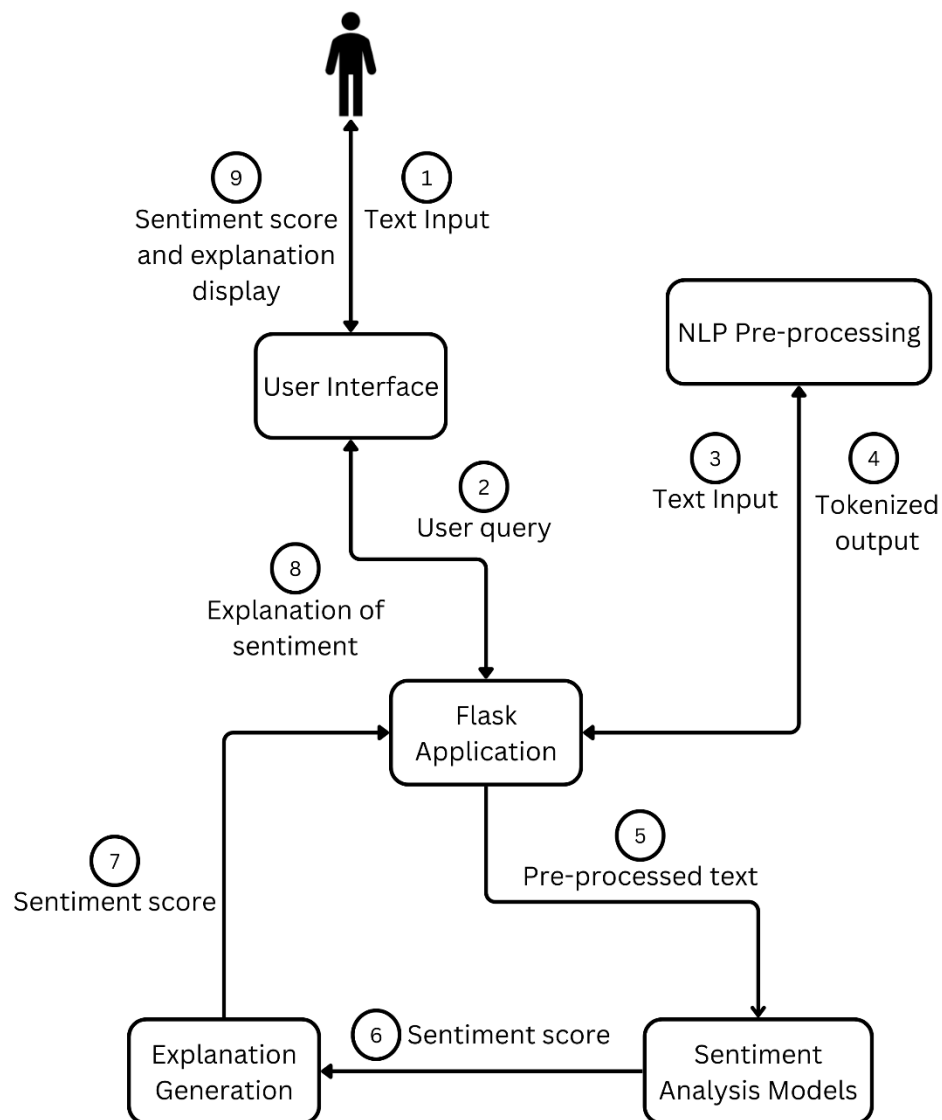 9
Sentiment score
and explanation
display
1
Text Input
User Interface
NLP Pre-processing
2
User query
3
Text Input
4
Tokenized
output
8
Explanation of
sentiment
Flask
Application
5
Pre-processed text
7
Sentiment score
6
Sentiment score
Explanation
Generation
Sentiment
Analysis Models